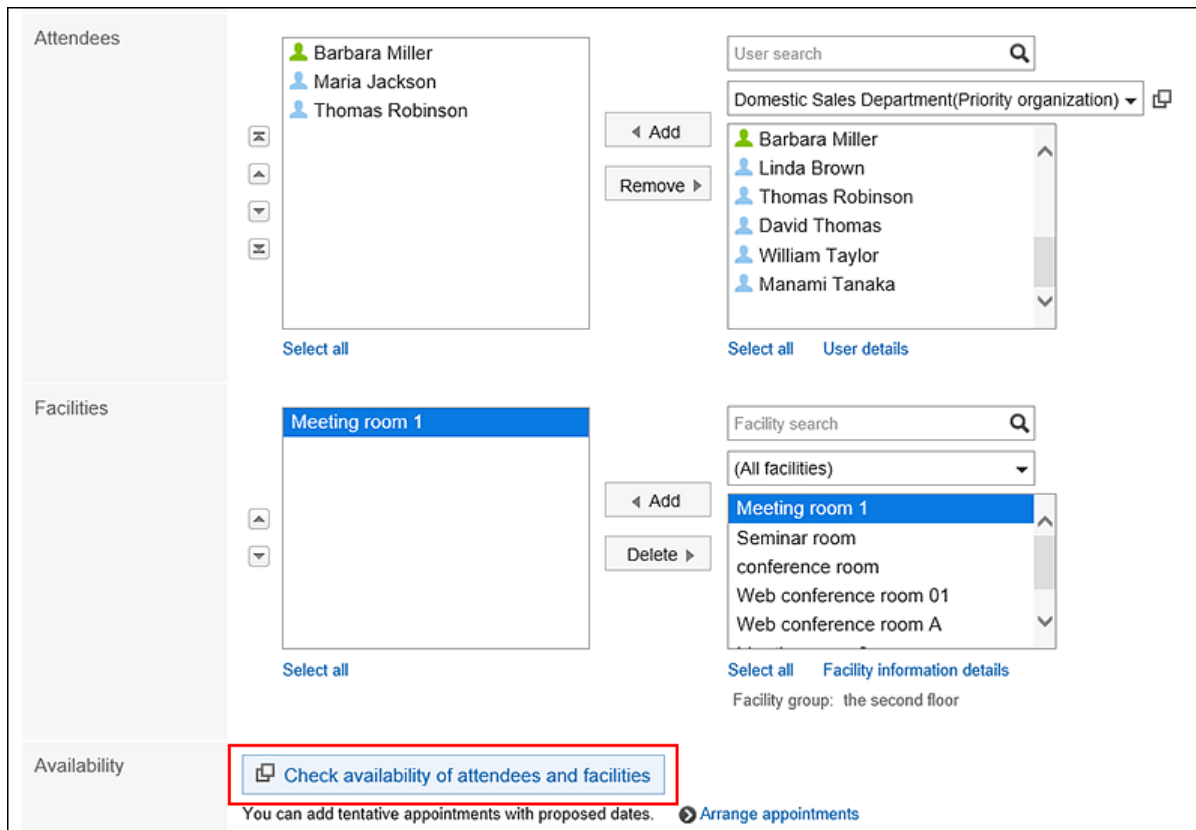 Attendees
Barbara Miller
Maria Jackson
Thomas Robinson
Add
Remove
User search
Domestic Sales Department(Priority organization)
Barbara Miller
Linda Brown
Thomas Robinson
David Thomas
William Taylor
Manami Tanaka
Select all
Select all User details
Facilities
Meeting room 1
Add
Delete
Facility search
(All facilities)
Meeting room 1
Seminar room
conference room
Web conference room 01
Web conference room A
Select all
Select all Facility information details
Facility group: the second floor
Availability
Check availability of attendees and facilities
You can add tentative appointments with proposed dates. Arrange appointments